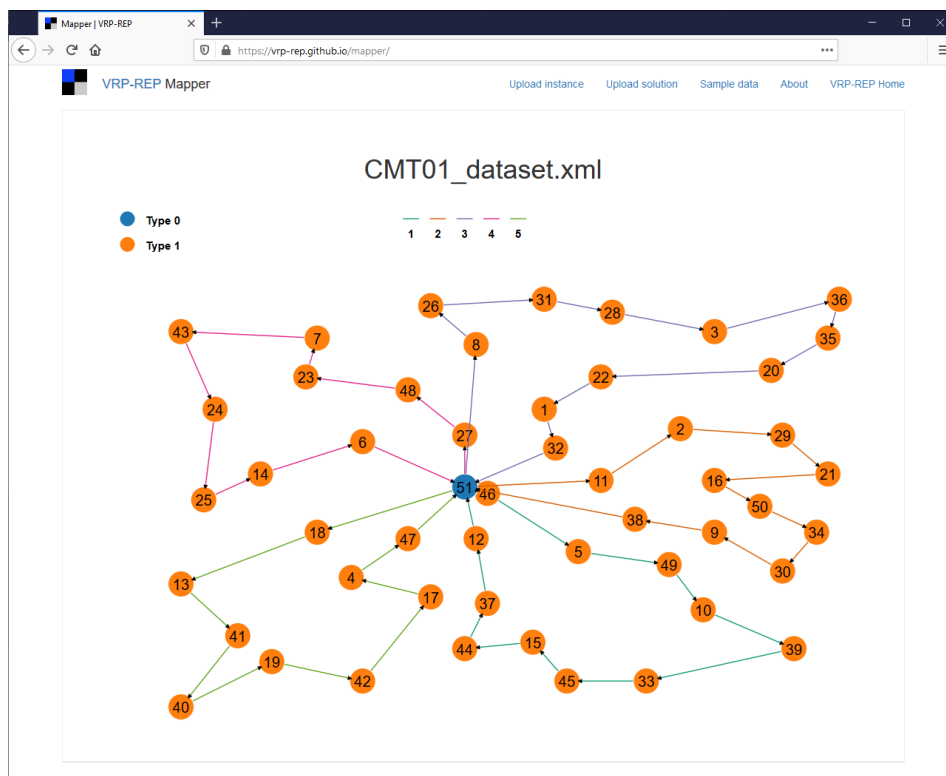 Mapper | VRP-REP
https://vrp-rep.github.io/mapper/
VRP-REP Mapper Upload instance Upload solution Sample data About VRP-REP Home
CMT01_dataset.xml
Type 0
Type 1
1 2 3 4 5
26 31 28 36
43 7 8 3 35
23 48 22 20
24 1
6 27 32 2 29
25 14 51 46 11 16 21
18 12 38 50 9 34
13 4 47 5 49 30
41 17 37 10
40 19 42 44 15 45 33 39